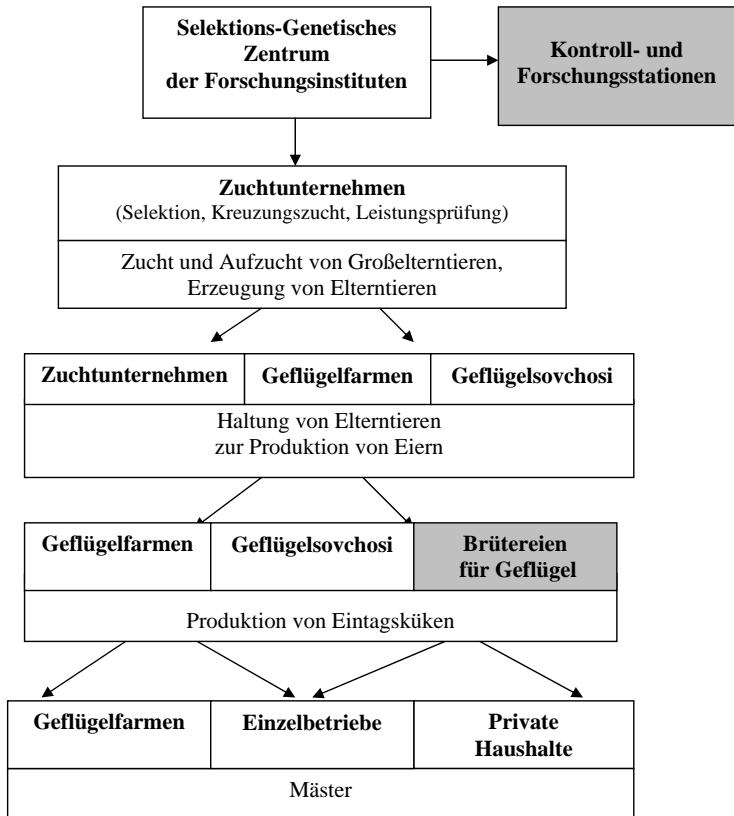 Selektions-Genetisches
Zentrum
der Forschungsinstituten
Kontroll- und
Forschungsstationen
Zuchtunternehmen
(Selektion, Kreuzungszucht, Leistungsprüfung)
Zucht und Aufzucht von Großelterntieren,
Erzeugung von Elterntieren
Zuchtunternehmen
Geflügelfarmen
Geflügelsovchosi
Haltung von Elterntieren
zur Produktion von Eiern
Geflügelfarmen
Geflügelsovchosi
Brütereien
für Geflügel
Produktion von Eintagsküken
Geflügelfarmen
Einzelbetriebe
Private
Haushalte
Mäster